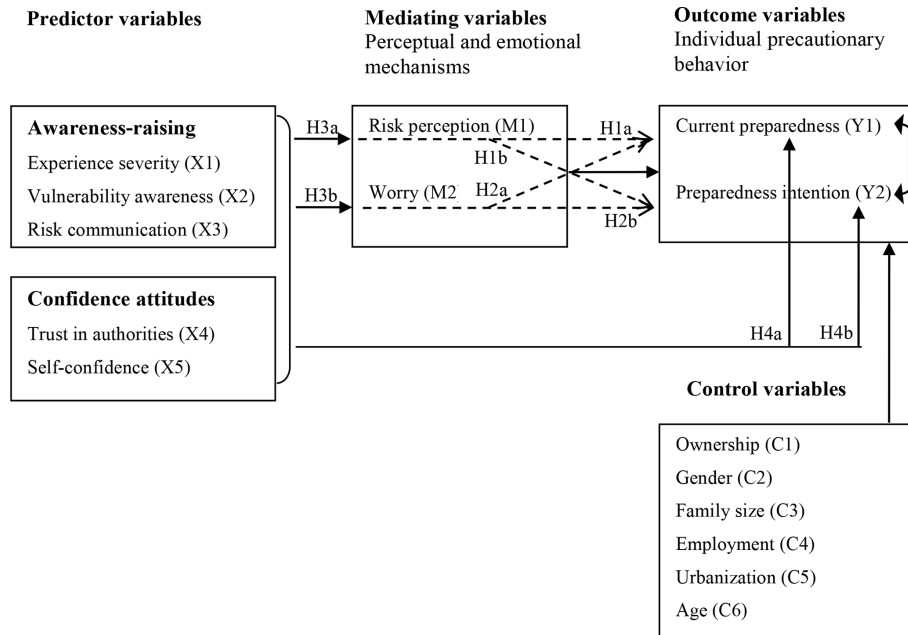 Predictor variables
Mediating variables
Perceptual and emotional
mechanisms
Outcome variables
Individual precautionary
behavior
Awareness-raising
Experience severity (X1)
Vulnerability awareness (X2)
Risk communication (X3)
Confidence attitudes
Trust in authorities (X4)
Self-confidence (X5)
H3a
H3b
Risk perception (M1)
Worry (M2
H1a
H1b
H2a
H2b
Current preparedness (Y1)
Preparedness intention (Y2)
H4a
H4b
Control variables
Ownership (C1)
Gender (C2)
Family size (C3)
Employment (C4)
Urbanization (C5)
Age (C6)